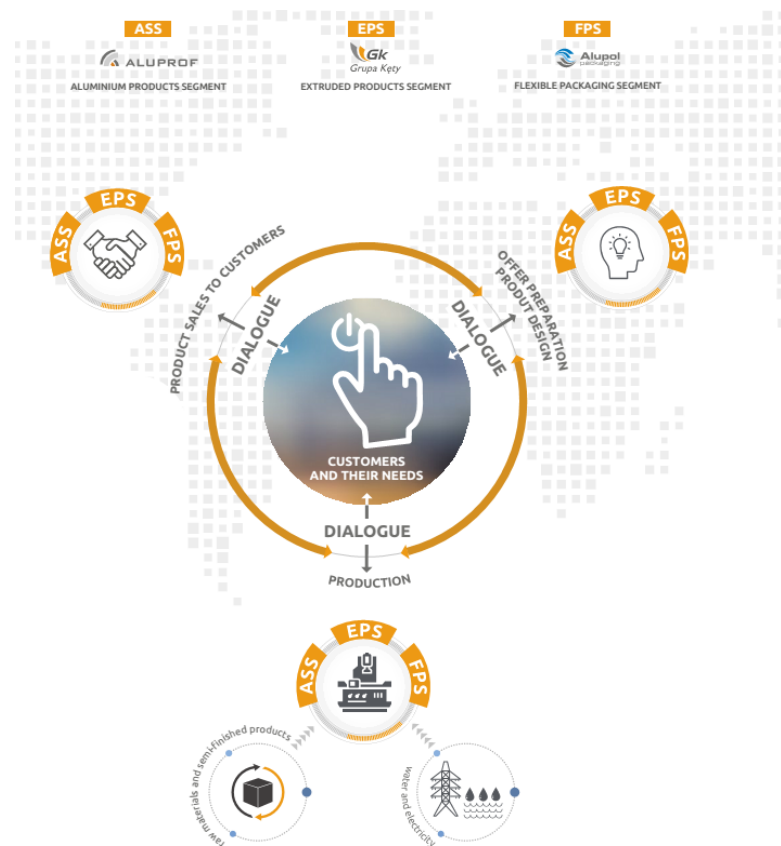 ASS
EPS
FPS
ALUPROF
Gk
Grupa Kęty
Alupol
packaging
ALUMINIUM PRODUCTS SEGMENT
EXTRUDED PRODUCTS SEGMENT
FLEXIBLE PACKAGING SEGMENT
ASS
EPS
FPS
ASS
EPS
FPS
PRODUCT SALES TO CUSTOMERS
DIALOGUE
DIALOGUE
OFFER PREPARATION
PRODUT DESIGN
CUSTOMERS
AND THEIR NEEDS
DIALOGUE
PRODUCTION
ASS
EPS
FPS
raw materials and semi-finished products
water and electricity